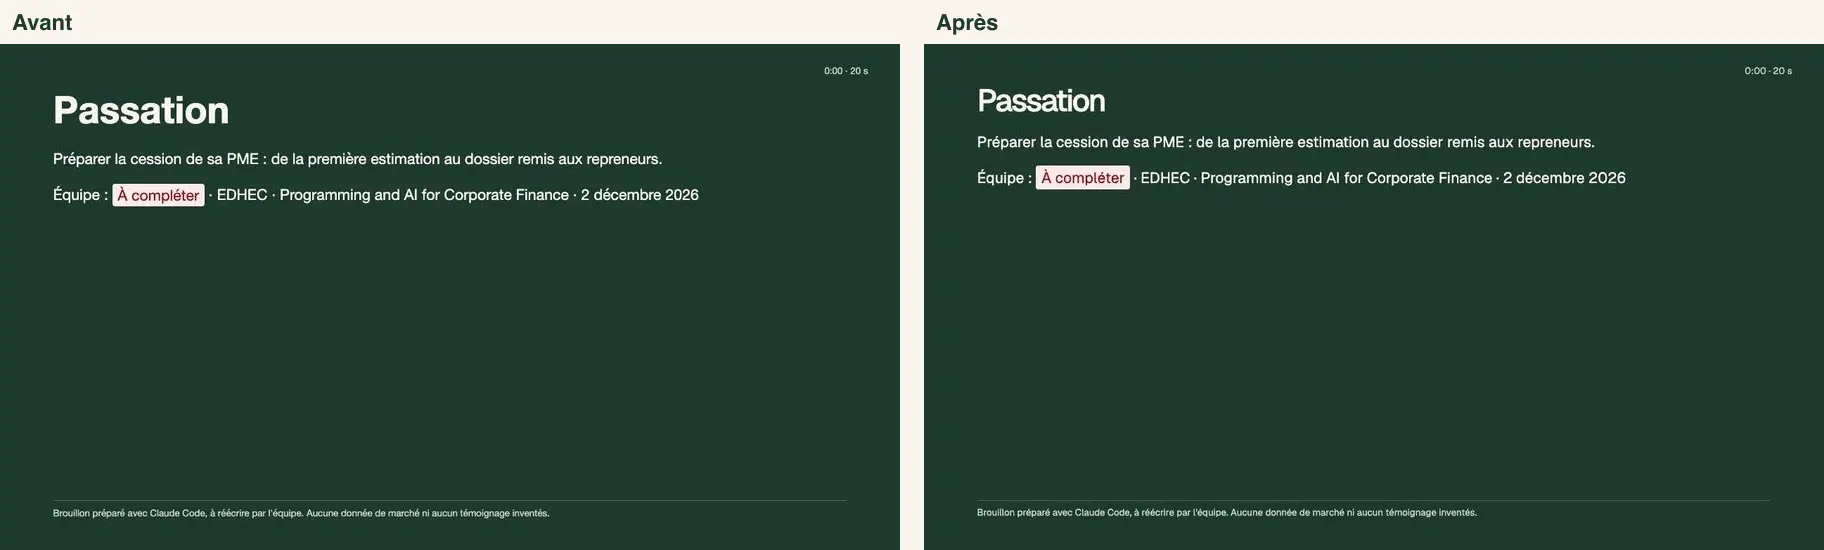 Avant
0:00 · 20 s
Passation
Préparer la cession de sa PME : de la première estimation au dossier remis aux repreneurs.
Équipe : À compléter · EDHEC · Programming and AI for Corporate Finance · 2 décembre 2026
Brouillon préparé avec Claude Code, à réécrire par l'équipe. Aucune donnée de marché ni aucun témoignage inventés.
Après
0:00 · 20 s
Passation
Préparer la cession de sa PME : de la première estimation au dossier remis aux repreneurs.
Équipe : À compléter · EDHEC · Programming and AI for Corporate Finance · 2 décembre 2026
Brouillon préparé avec Claude Code, à réécrire par l'équipe. Aucune donnée de marché ni aucun témoignage inventés.